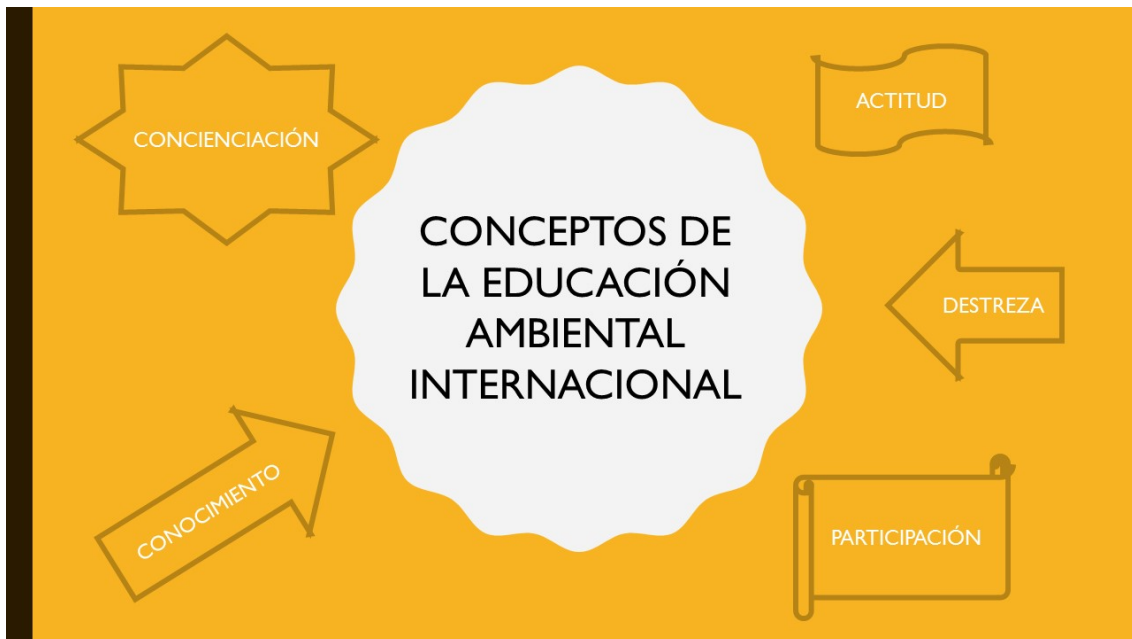 CONCIENCIACIÓN
ACTITUD
CONCEPTOS DE
LA EDUCACIÓN
AMBIENTAL
INTERNACIONAL
DESTREZA
CONOCIMIENTO
PARTICIPACIÓN